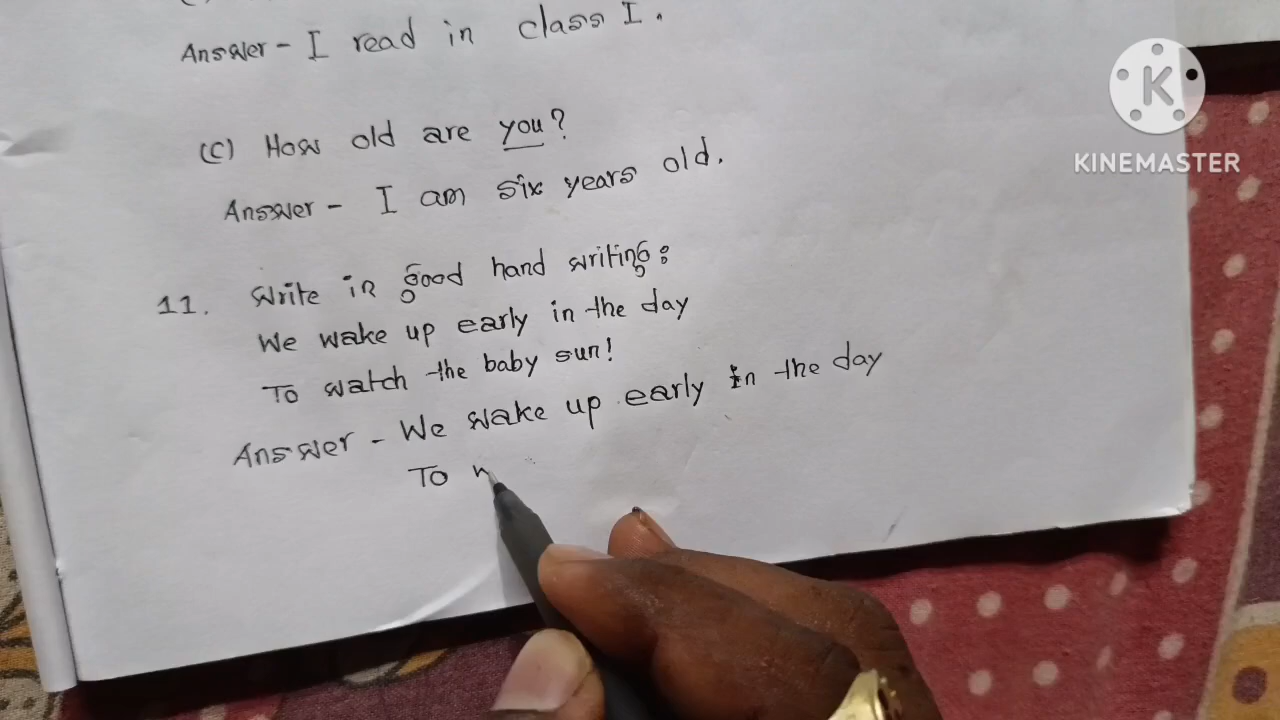 Answer - I read in class I.
(C) How old are you?
Answer - I am six years old.
11. Write in good hand writing:
We wake up early in the day
To watch the baby sun!
Answer - We wake up early in the day
To w
K
KINEMASTER